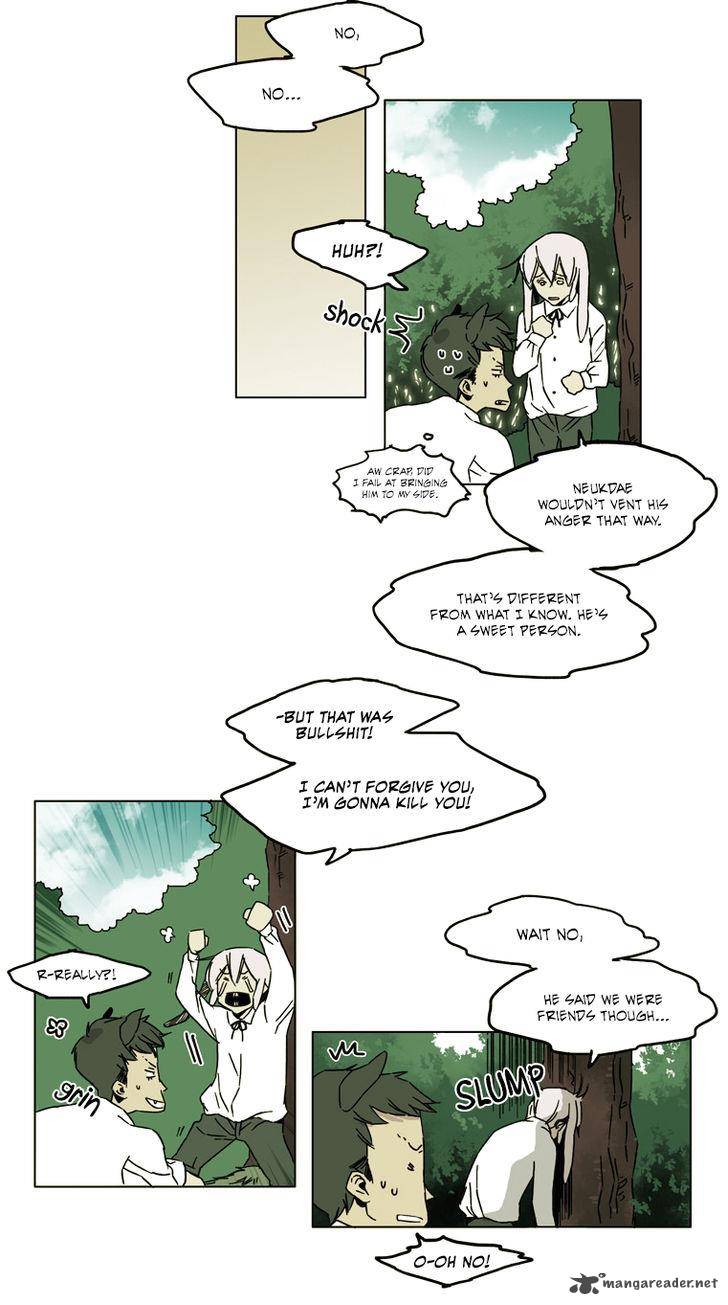 NO,
NO...
HUH?!
shock
AW CRAP, DID
I FAIL AT BRINGING
HIM TO MY SIDE.
NEUKDAE
WOULDN'T VENT HIS
ANGER THAT WAY.
THAT'S DIFFERENT
FROM WHAT I KNOW. HE'S
A SWEET PERSON.
-BUT THAT WAS
BULLSHIT!
I CAN'T FORGIVE YOU,
I'M GONNA KILL YOU!
R-REALLY?!
grin
WAIT NO,
HE SAID WE WERE
FRIENDS THOUGH...
SLUMP
O-OH NO!
mangareader.net